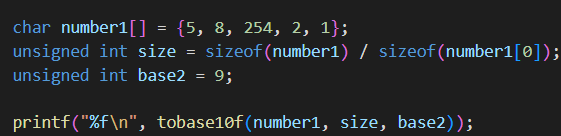 char number1[] = {5, 8, 254, 2, 1};
unsigned int size = sizeof(number1) / sizeof(number1[0]);
unsigned int base2 = 9;
printf("%f\n", tobase10f(number1, size, base2));